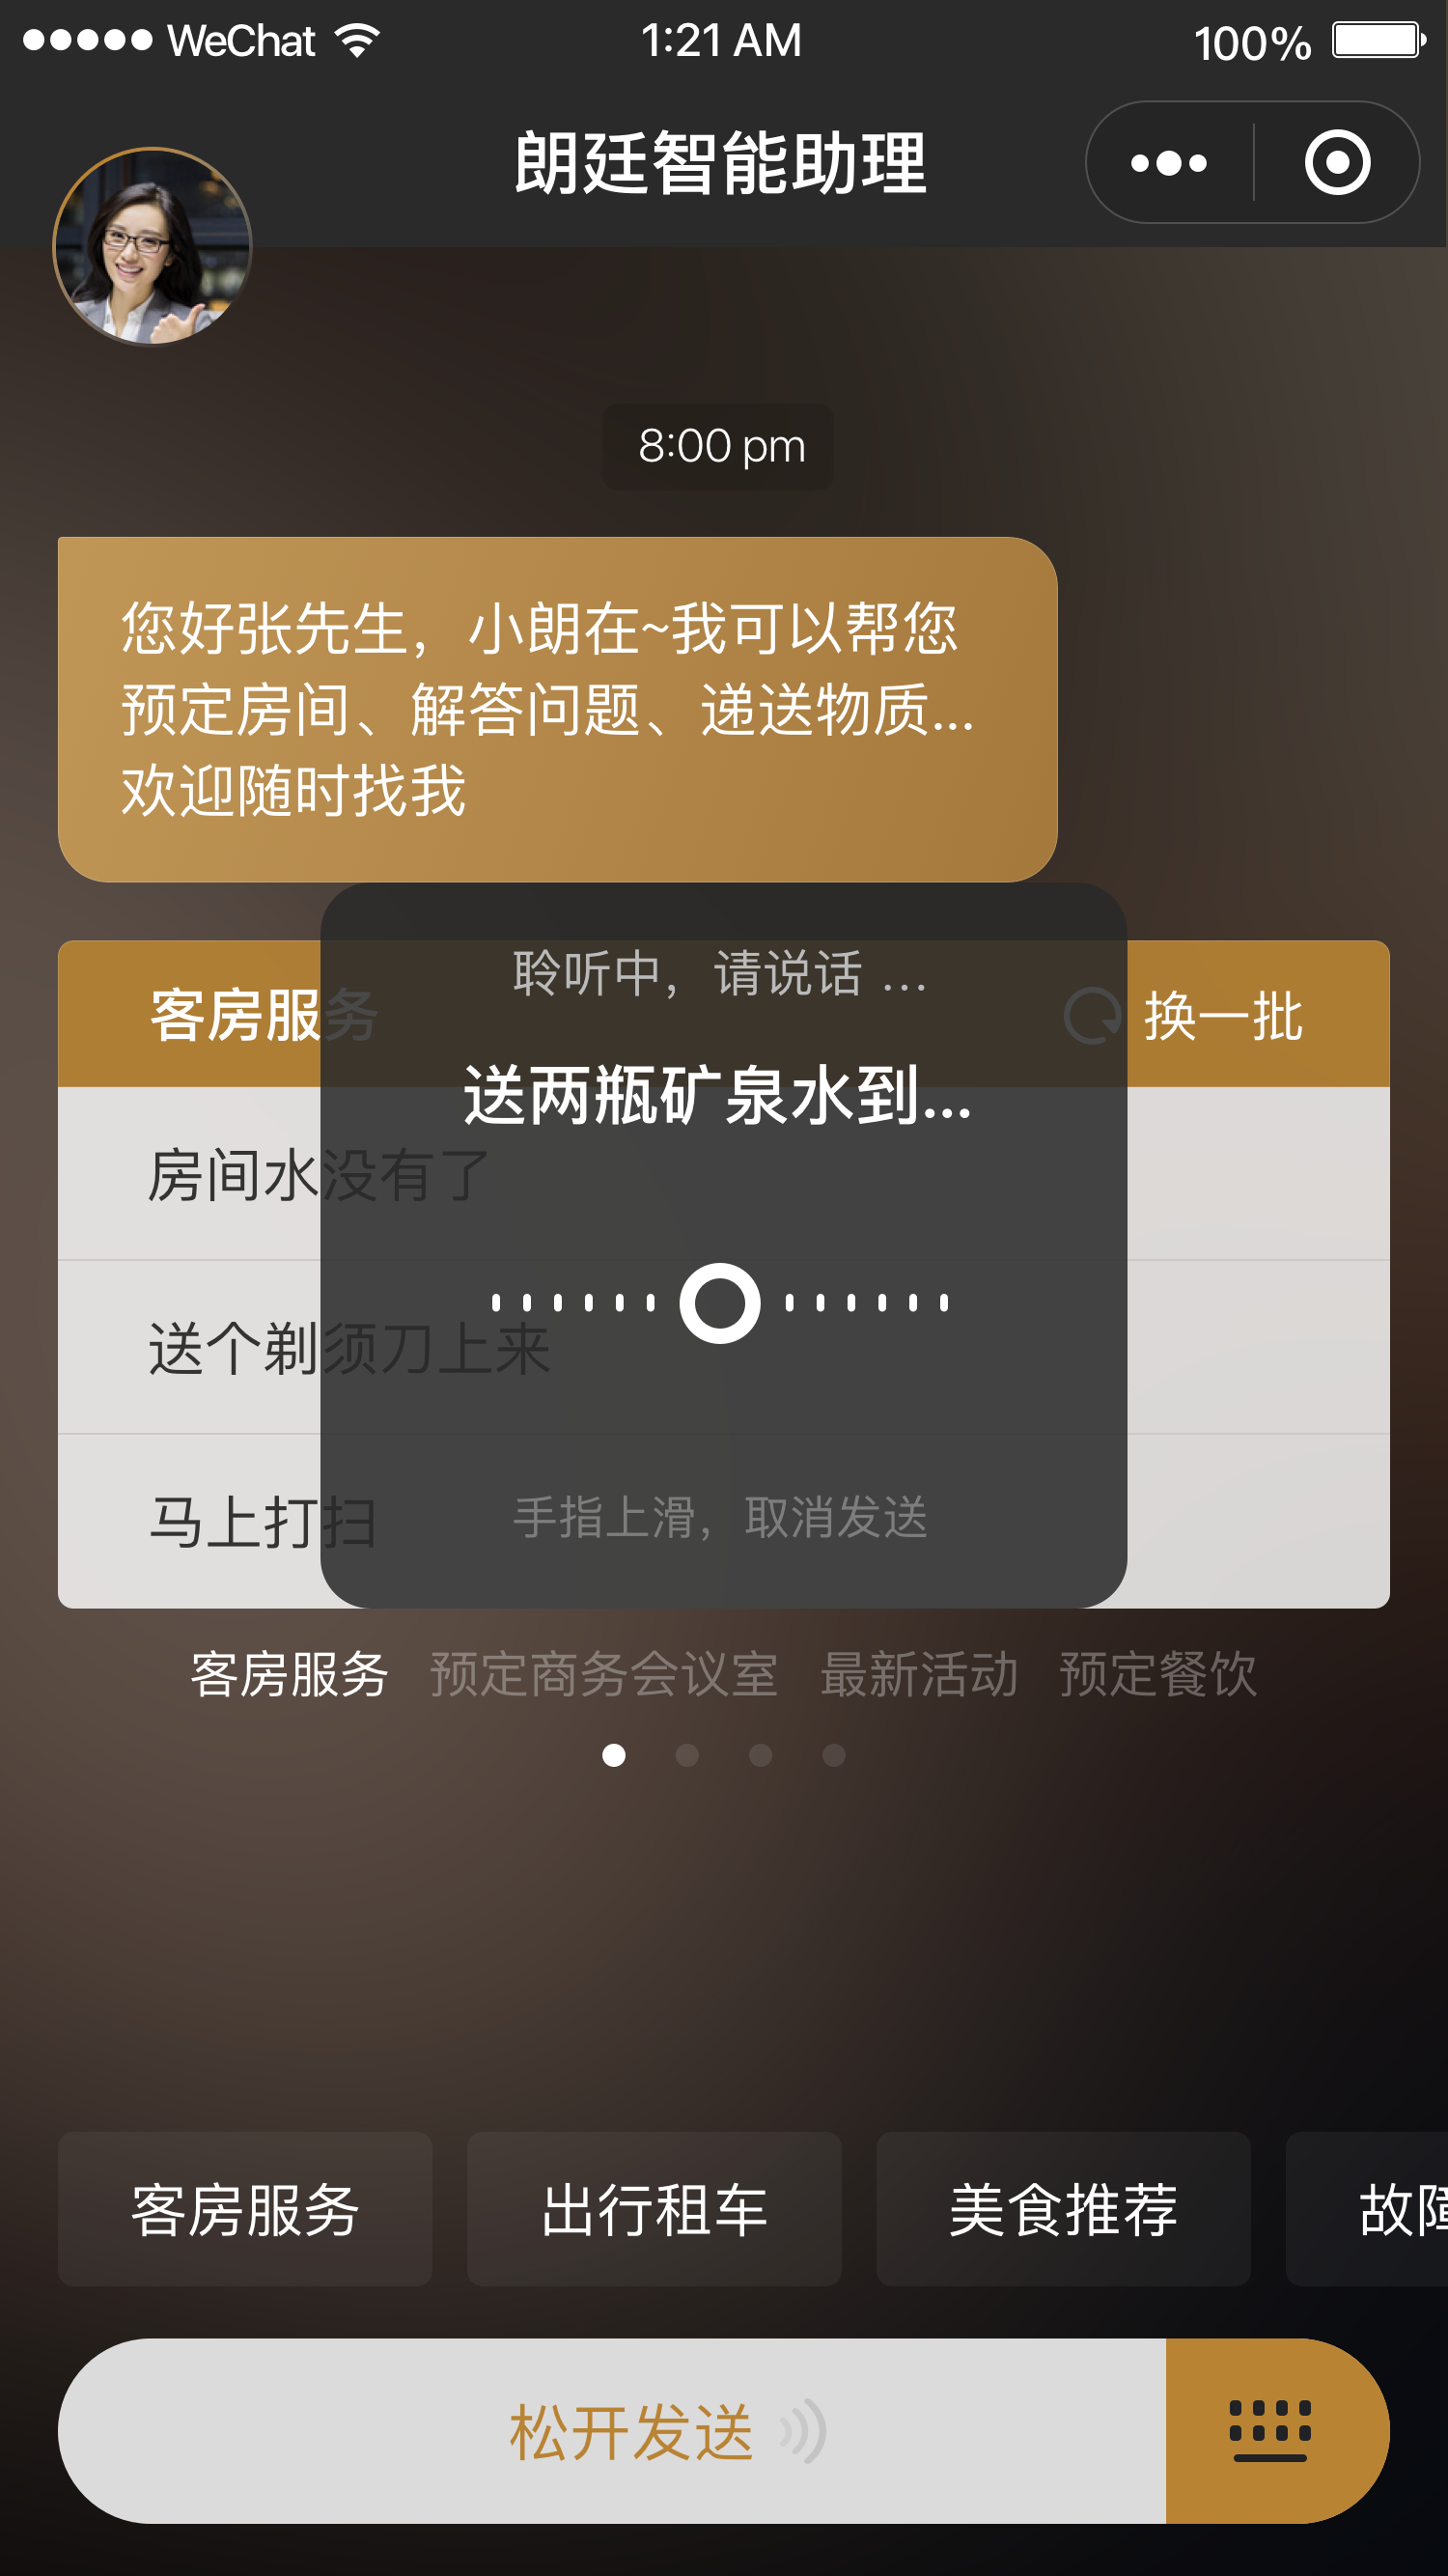 WeChat 1:21 AM 100%
朗廷智能助理
8:00 pm
您好张先生，小朗在~我可以帮您
预定房间、解答问题、递送物质...
欢迎随时找我
聆听中，请说话 ...
客房服务 换一批
送两瓶矿泉水到...
房间水没有了
送个剃须刀上来
马上打扫
手指上滑，取消发送
客房服务 预定商务会议室 最新活动 预定餐饮
客房服务 出行租车 美食推荐 故障
松开发送